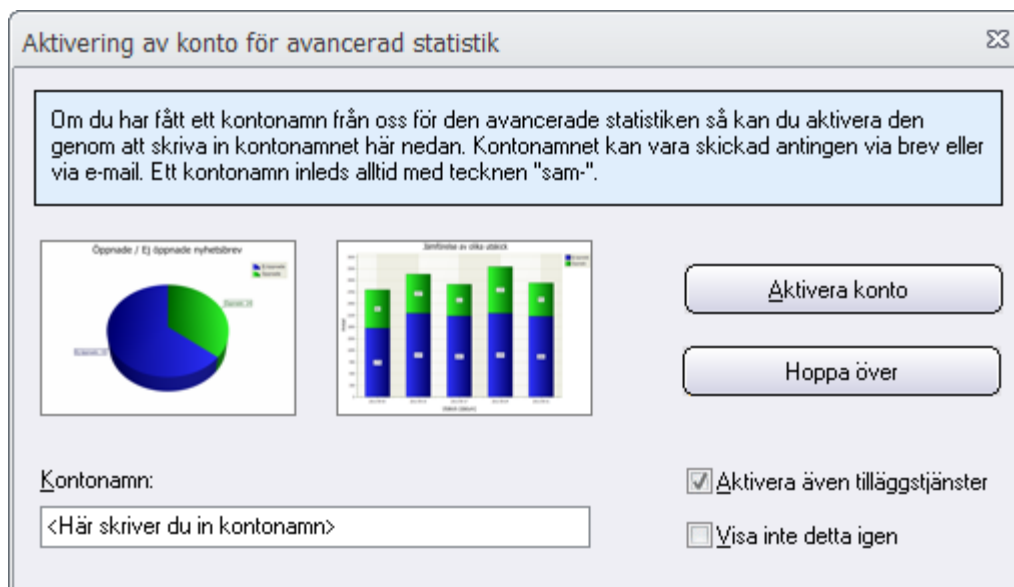 Aktivering av konto för avancerad statistik
Om du har fått ett kontonamn från oss för den avancerade statistiken så kan du aktivera den
genom att skriva in kontonamnet här nedan. Kontonamnet kan vara skickad antingen via brev eller
via e-mail. Ett kontonamn inleds alltid med tecknen "sam-".
Öppnade / Ej öppnade nyhetsbrev
Jämförelse av olika utskick
Aktivera konto
Hoppa över
Kontonamn:
<Här skriver du in kontonamn>
Aktivera även tilläggstjänster
Visa inte detta igen